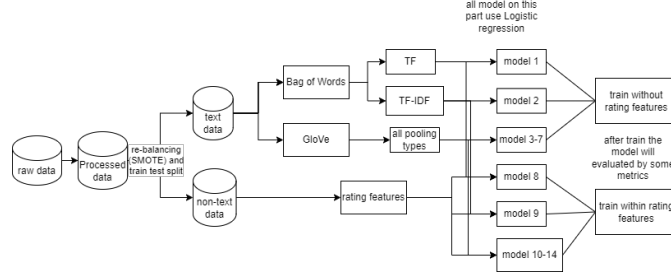 all model on this
part use Logistic
regression
TF
Bag of Words
model 1
text
data
TF-IDF
model 2
train without
rating features
raw data
Processed
data
re-balancing
(SMOTE) and
train test split
GloVe
all pooling
types
model 3-7
after train the
model will
evaluated by some
metrics
non-text
data
rating features
model 8
model 9
train within rating
features
model 10-14